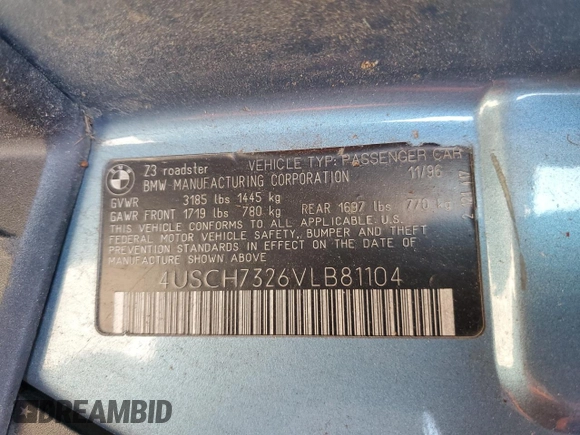 BMW
Z3 roadster
VEHICLE TYP: PASSENGER CAR
BMW MANUFACTURING CORPORATION
11/96
GVWR 3185 lbs 1445 kg
GAWR FRONT 1719 lbs 780 kg REAR 1697 lbs 770 kg
THIS VEHICLE CONFORMS TO ALL APPLICABLE U.S.
FEDERAL MOTOR VEHICLE SAFETY, BUMPER AND THEFT
PREVENTION STANDARDS IN EFFECT ON THE DATE OF
MANUFACTURE SHOWN ABOVE
4USCH7326VLB81104
DREAMBID